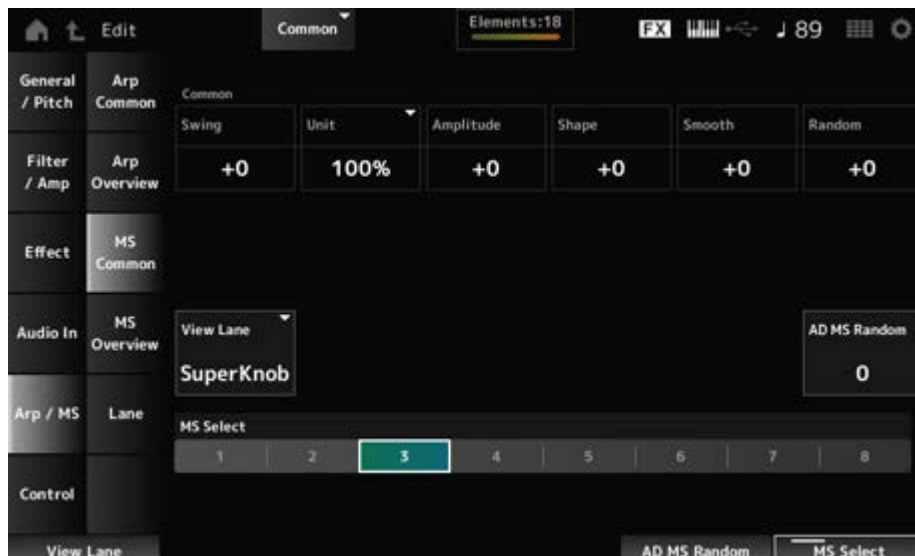 Edit
Common
Elements:18
FX
♩ 89
General / Pitch
Arp Common
Common
Swing
Unit
Amplitude
Shape
Smooth
Random
+0
100%
+0
+0
+0
+0
Filter / Amp
Arp Overview
Effect
MS Common
Audio In
MS Overview
View Lane
SuperKnob
AD MS Random
0
Arp / MS
Lane
MS Select
1 2 3 4 5 6 7 8
Control
View Lane
AD MS Random
MS Select